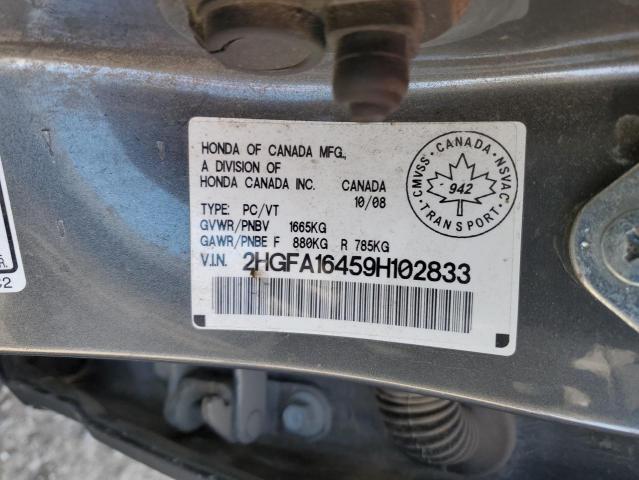 HONDA OF CANADA MFG.,
A DIVISION OF
HONDA CANADA INC. CANADA
10/08
TYPE: PC/VT
GVWR/PNBV 1665KG
GAWR/PNBE F 880KG R 785KG
V.I.N. 2HGFA16459H102833
CMVSS · CANADA · NSVAC
942
TRANSPORT
C2